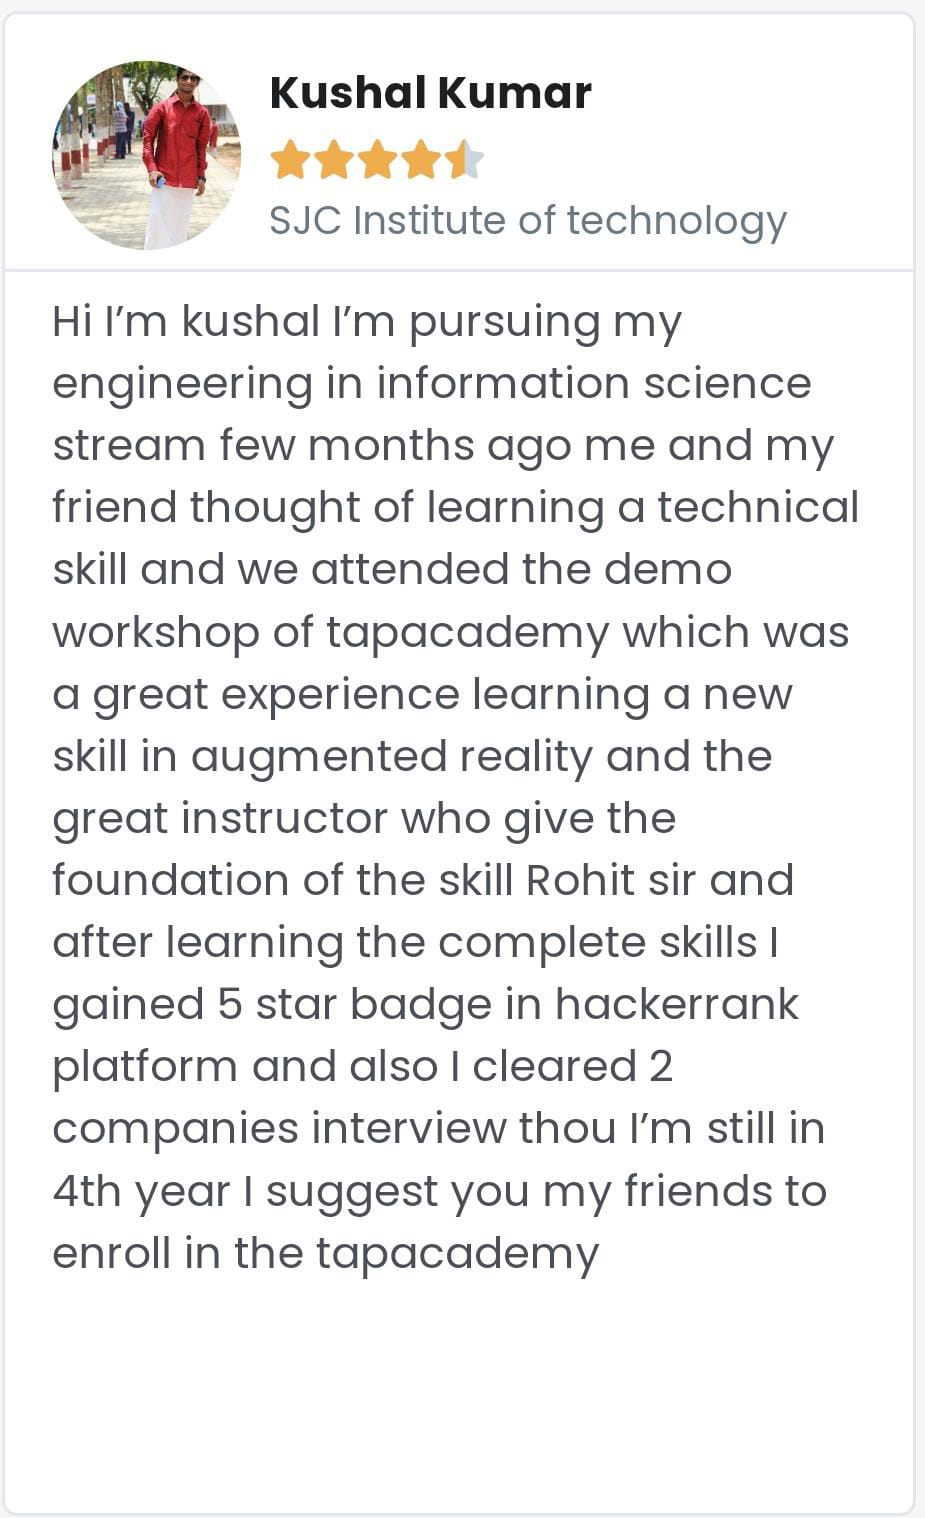 Kushal Kumar
SJC Institute of technology
Hi I’m kushal I’m pursuing my
engineering in information science
stream few months ago me and my
friend thought of learning a technical
skill and we attended the demo
workshop of tapacademy which was
a great experience learning a new
skill in augmented reality and the
great instructor who give the
foundation of the skill Rohit sir and
after learning the complete skills I
gained 5 star badge in hackerrank
platform and also I cleared 2
companies interview thou I’m still in
4th year I suggest you my friends to
enroll in the tapacademy